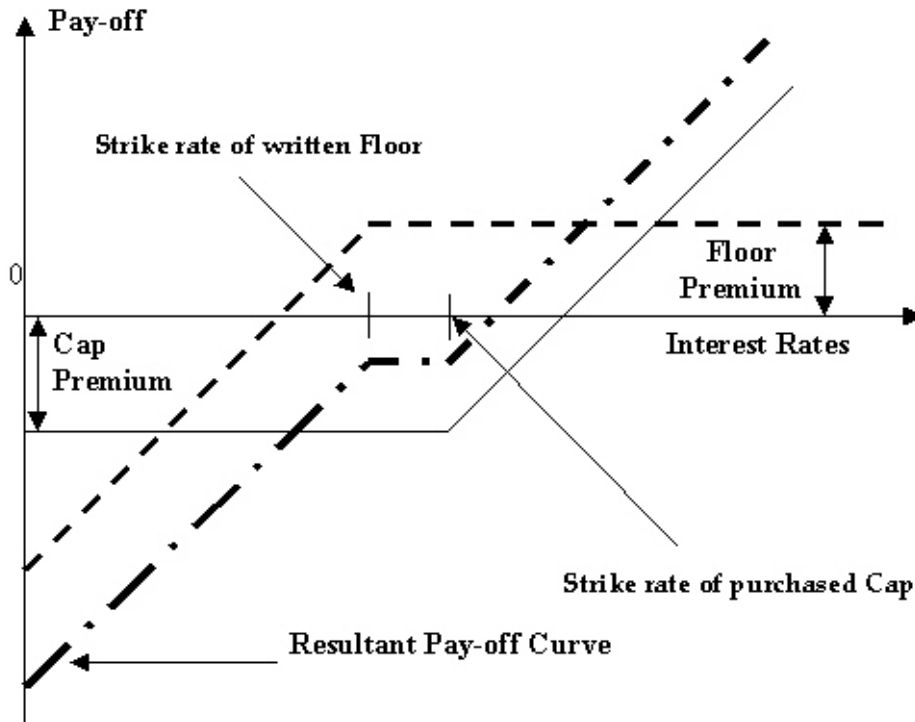 Pay-off
Strike rate of written Floor
0
Floor
Premium
Cap
Premium
Interest Rates
Strike rate of purchased Cap
Resultant Pay-off Curve